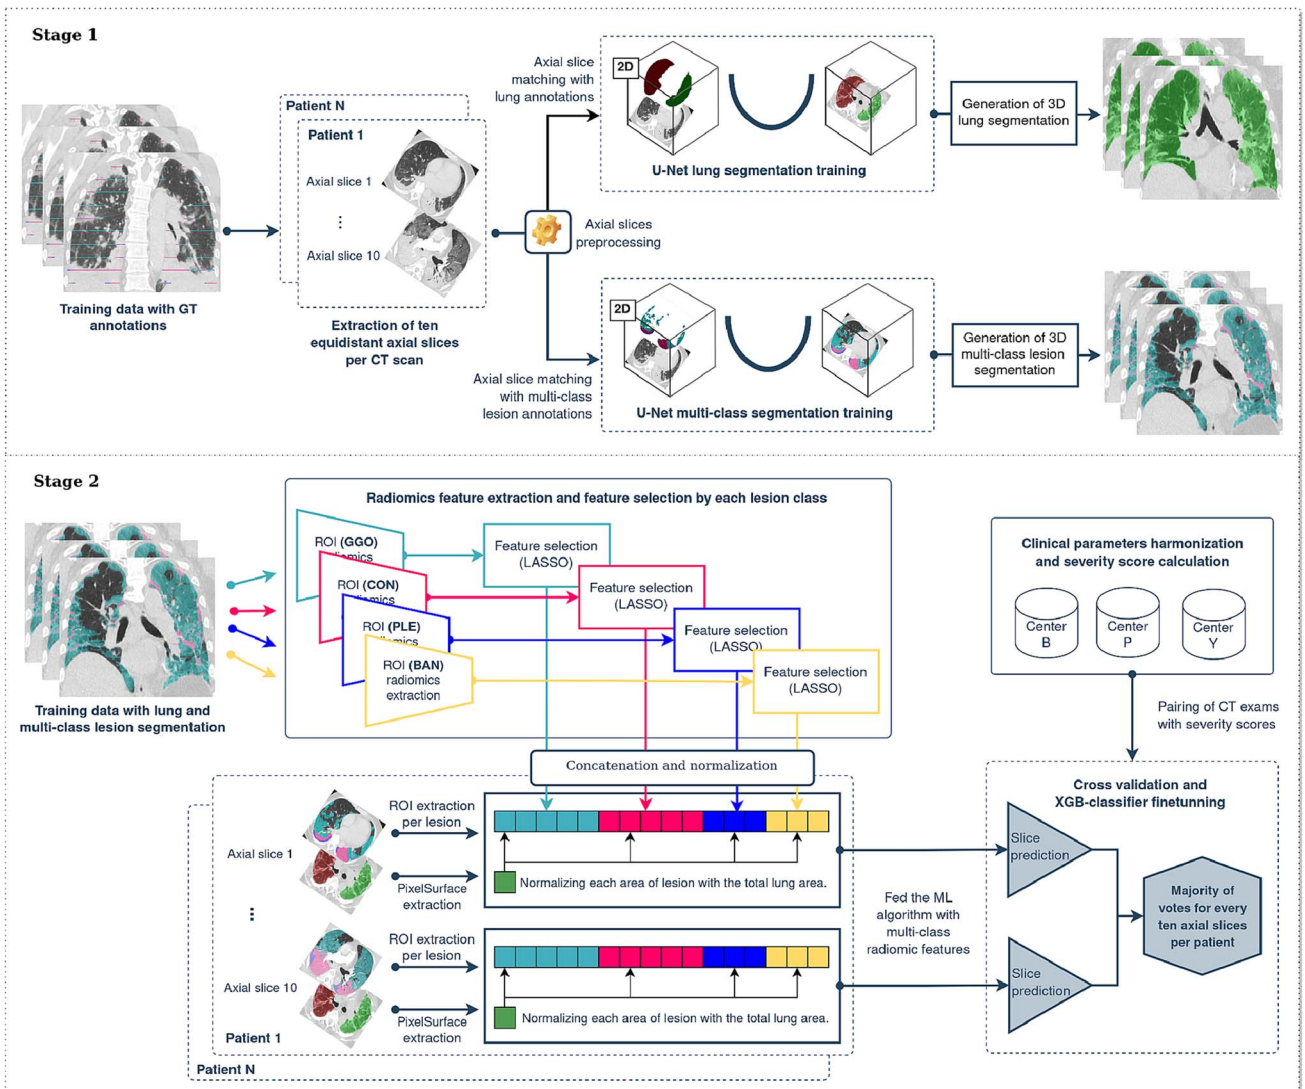 Stage 1
Training data with GT
annotations
Patient N
Patient 1
Axial slice 1
⋮
Axial slice 10
Extraction of ten
equidistant axial slices
per CT scan
Axial slices
preprocessing
Axial slice
matching with
lung annotations
2D
U-Net lung segmentation training
Generation of 3D
lung segmentation
Axial slice matching
with multi-class
lesion annotations
2D
U-Net multi-class segmentation training
Generation of 3D
multi-class lesion
segmentation
Stage 2
Training data with lung and
multi-class lesion segmentation
Radiomics feature extraction and feature selection by each lesion class
ROI (GGO)
ROI (CON)
ROI (PLE)
ROI (BAN)
radiomics
extraction
Feature selection
(LASSO)
Feature selection
(LASSO)
Feature selection
(LASSO)
Feature selection
(LASSO)
Concatenation and normalization
Clinical parameters harmonization
and severity score calculation
Center
B
Center
P
Center
Y
Pairing of CT exams
with severity scores
Axial slice 1
ROI extraction
per lesion
PixelSurface
extraction
Normalizing each area of lesion with the total lung area.
⋮
Axial slice 10
ROI extraction
per lesion
PixelSurface
extraction
Normalizing each area of lesion with the total lung area.
Patient 1
Patient N
Fed the ML
algorithm with
multi-class
radiomic features
Cross validation and
XGB-classifier finetunning
Slice
prediction
Slice
prediction
Majority of
votes for every
ten axial slices
per patient